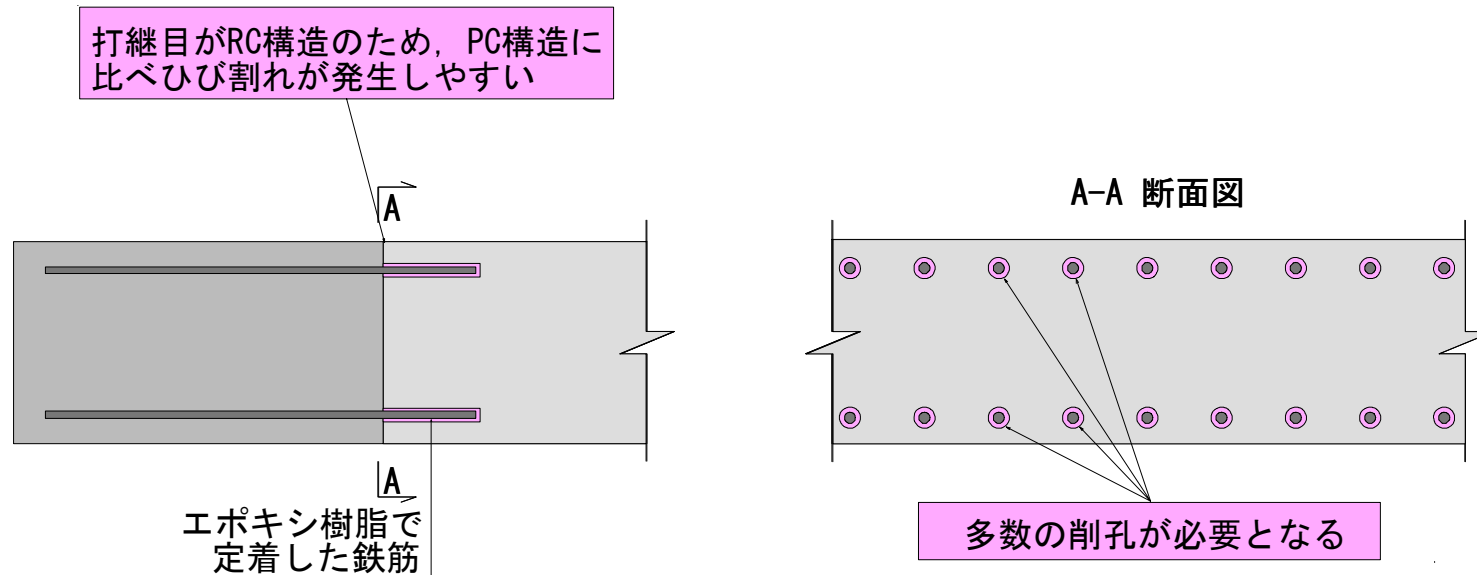 打継目がRC構造のため，PC構造に
比べひび割れが発生しやすい
A
A-A 断面図
A
エポキシ樹脂で
定着した鉄筋
多数の削孔が必要となる